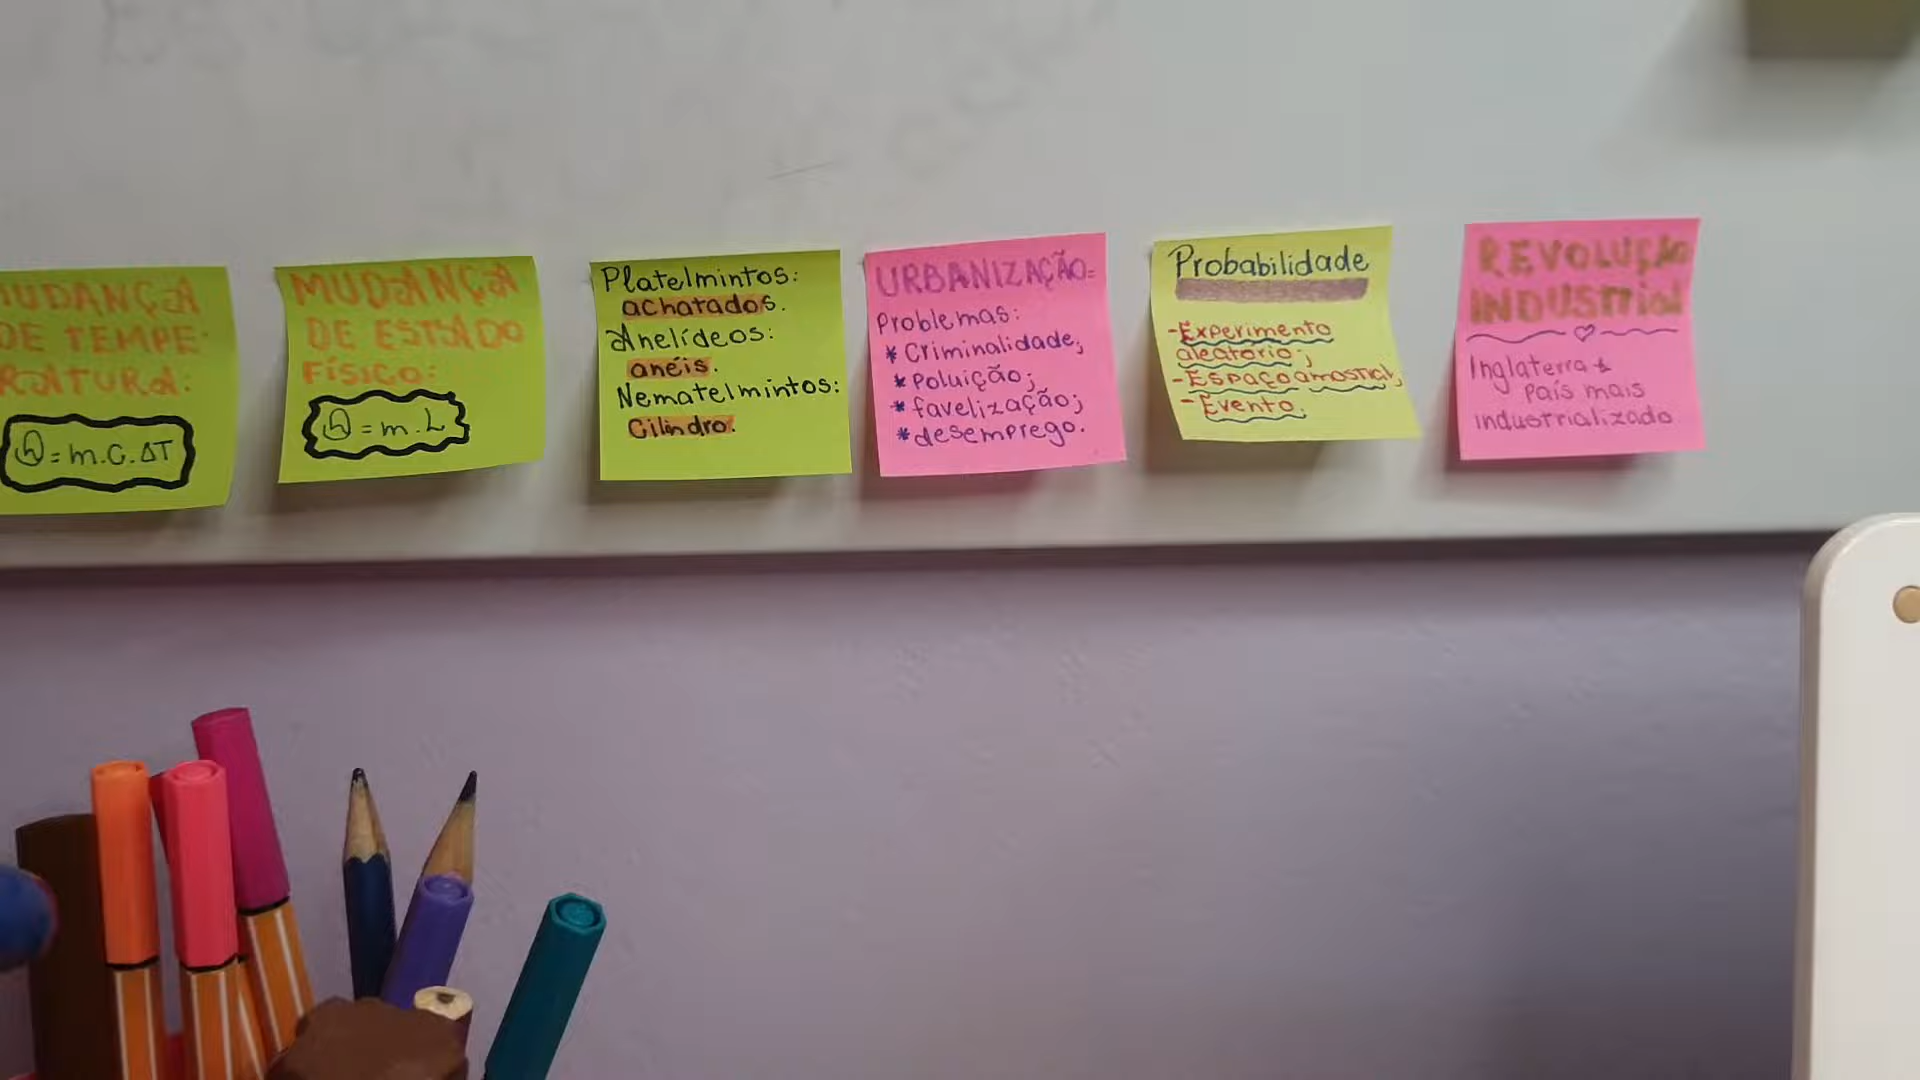 MUDANÇA
DE TEMPE-
RATURA:
Q = m.C.ΔT
MUDANÇA
DE ESTADO
FÍSICO:
Q = m.L
Platelmintos:
achatados.
Anelídeos:
anéis.
Nematelmintos:
Cilindro.
URBANIZAÇÃO=
Problemas:
* Criminalidade;
* Poluição;
* favelização;
* desemprego.
Probabilidade
-Experimento
aleatório;
-Espaço amostral;
-Evento.
REVOLUÇÃO
INDUSTRIAL
Inglaterra
País mais
industrializado